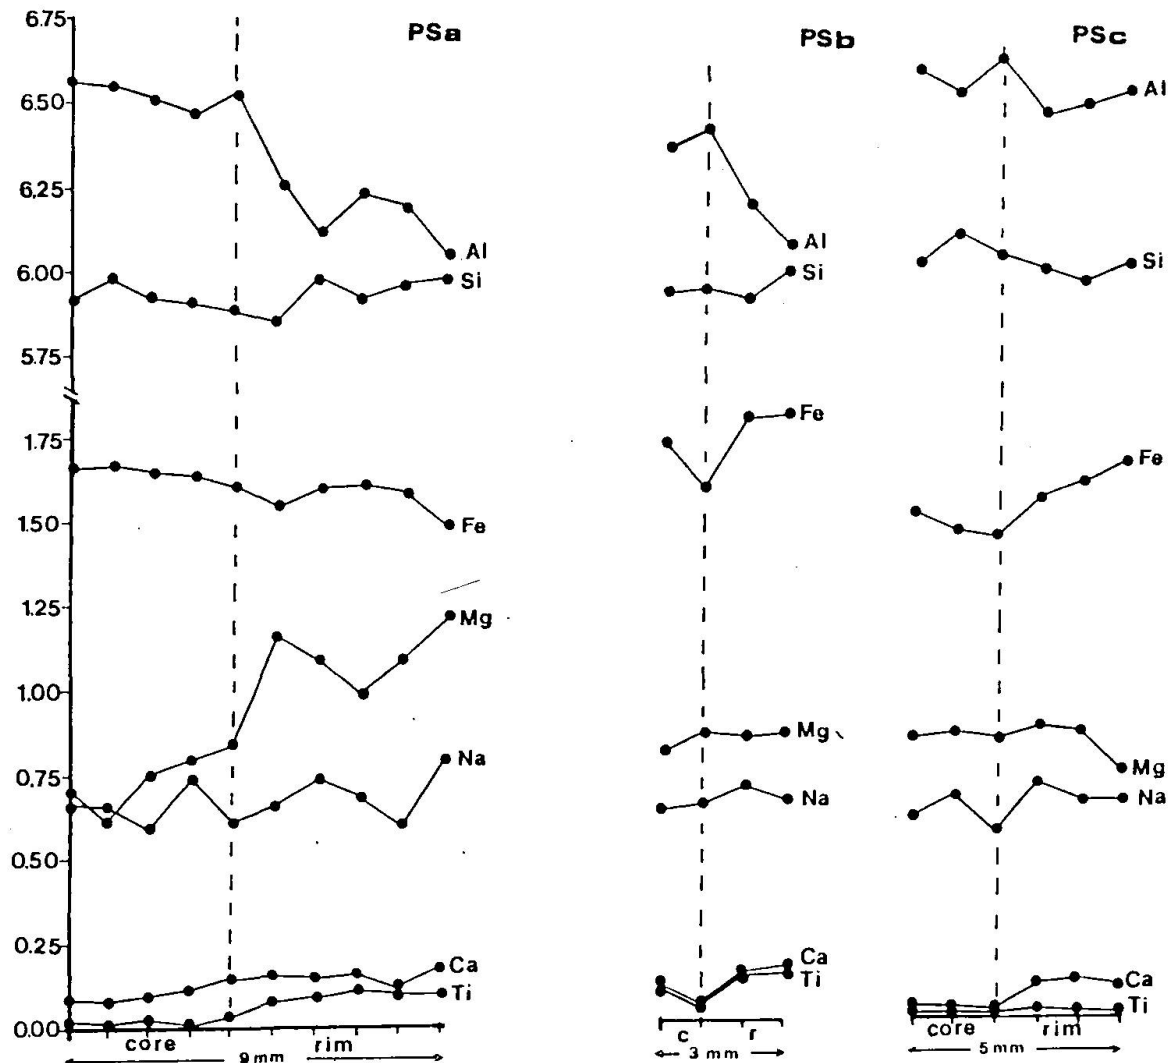 PSa
PSb
PSc
6.75
6.50
6.25
6.00
5.75
1.75
1.50
1.25
1.00
0.75
0.50
0.25
0.00
Al
Si
Fe
Mg
Na
Ca
Ti
core
rim
9 mm
Al
Si
Fe
Mg
Na
Ca
Ti
c
r
3 mm
Al
Si
Fe
Mg
Na
Ca
Ti
core
rim
5 mm